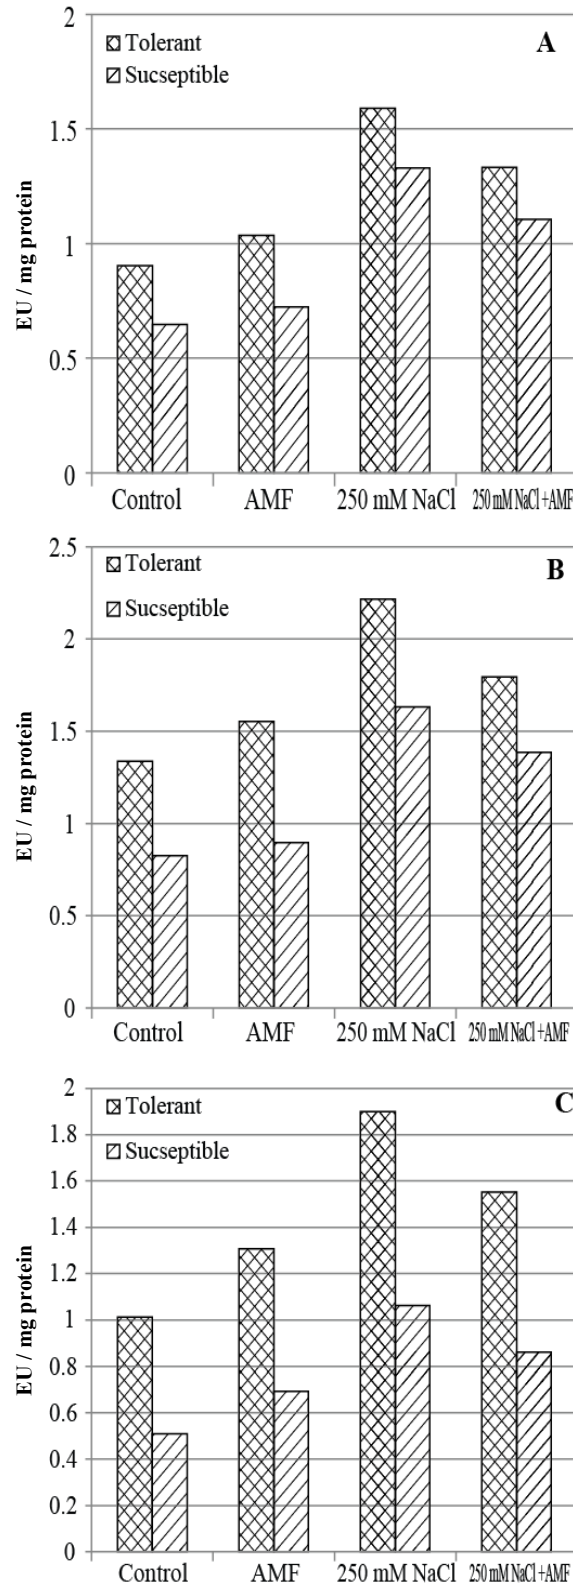 2
Tolerant
A
Sucseptible
1.5
1
0.5
0
EU / mg protein
Control AMF 250 mM NaCl 250 mM NaCl +AMF
2.5
Tolerant
B
Sucseptible
2
1.5
1
0.5
0
EU / mg protein
Control AMF 250 mM NaCl 250 mM NaCl +AMF
2
Tolerant
C
1.8
Sucseptible
1.6
1.4
1.2
1
0.8
0.6
0.4
0.2
0
EU / mg protein
Control AMF 250 mM NaCl 250 mM NaCl +AMF